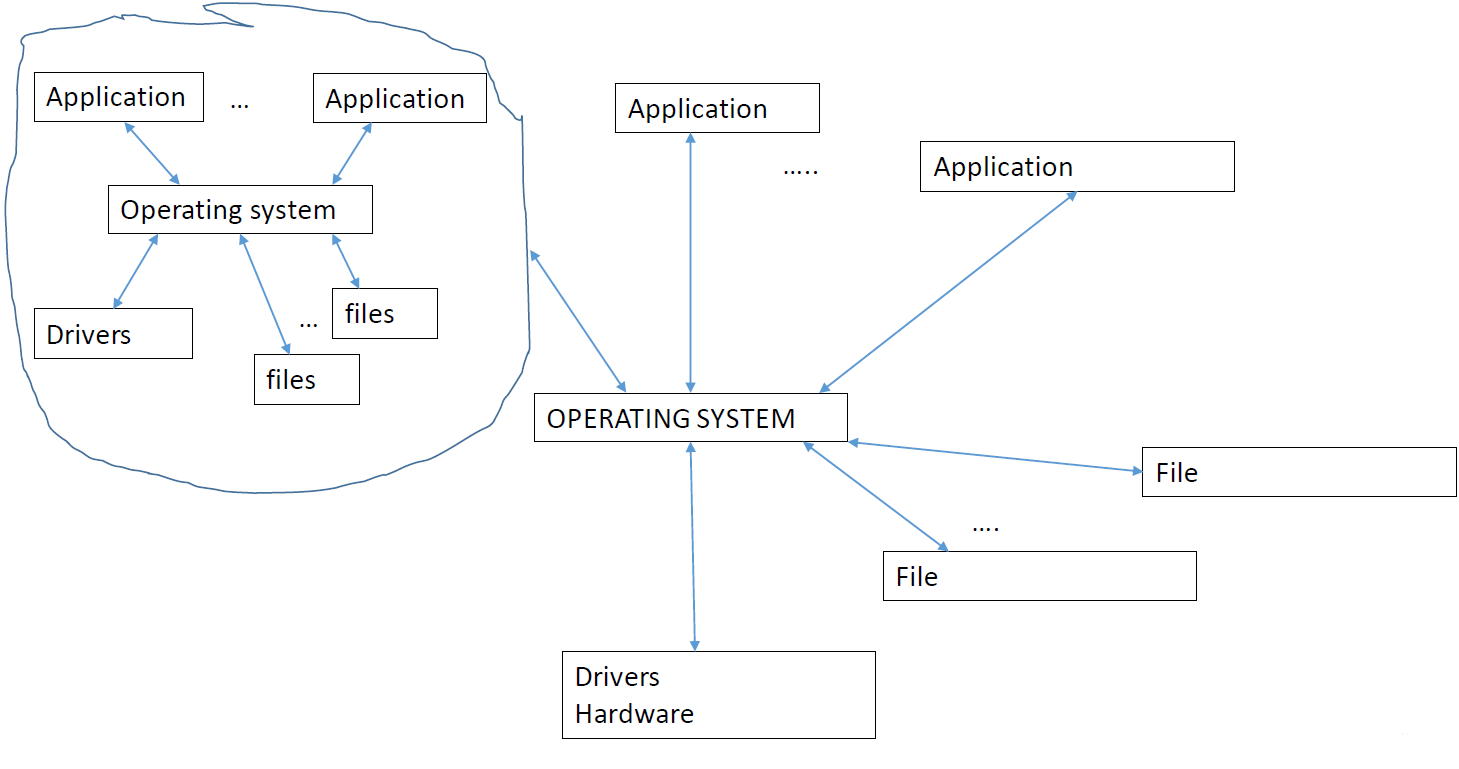 Application
...
Application
Application
.....
Application
Operating system
Drivers
...
files
files
OPERATING SYSTEM
File
....
File
Drivers
Hardware